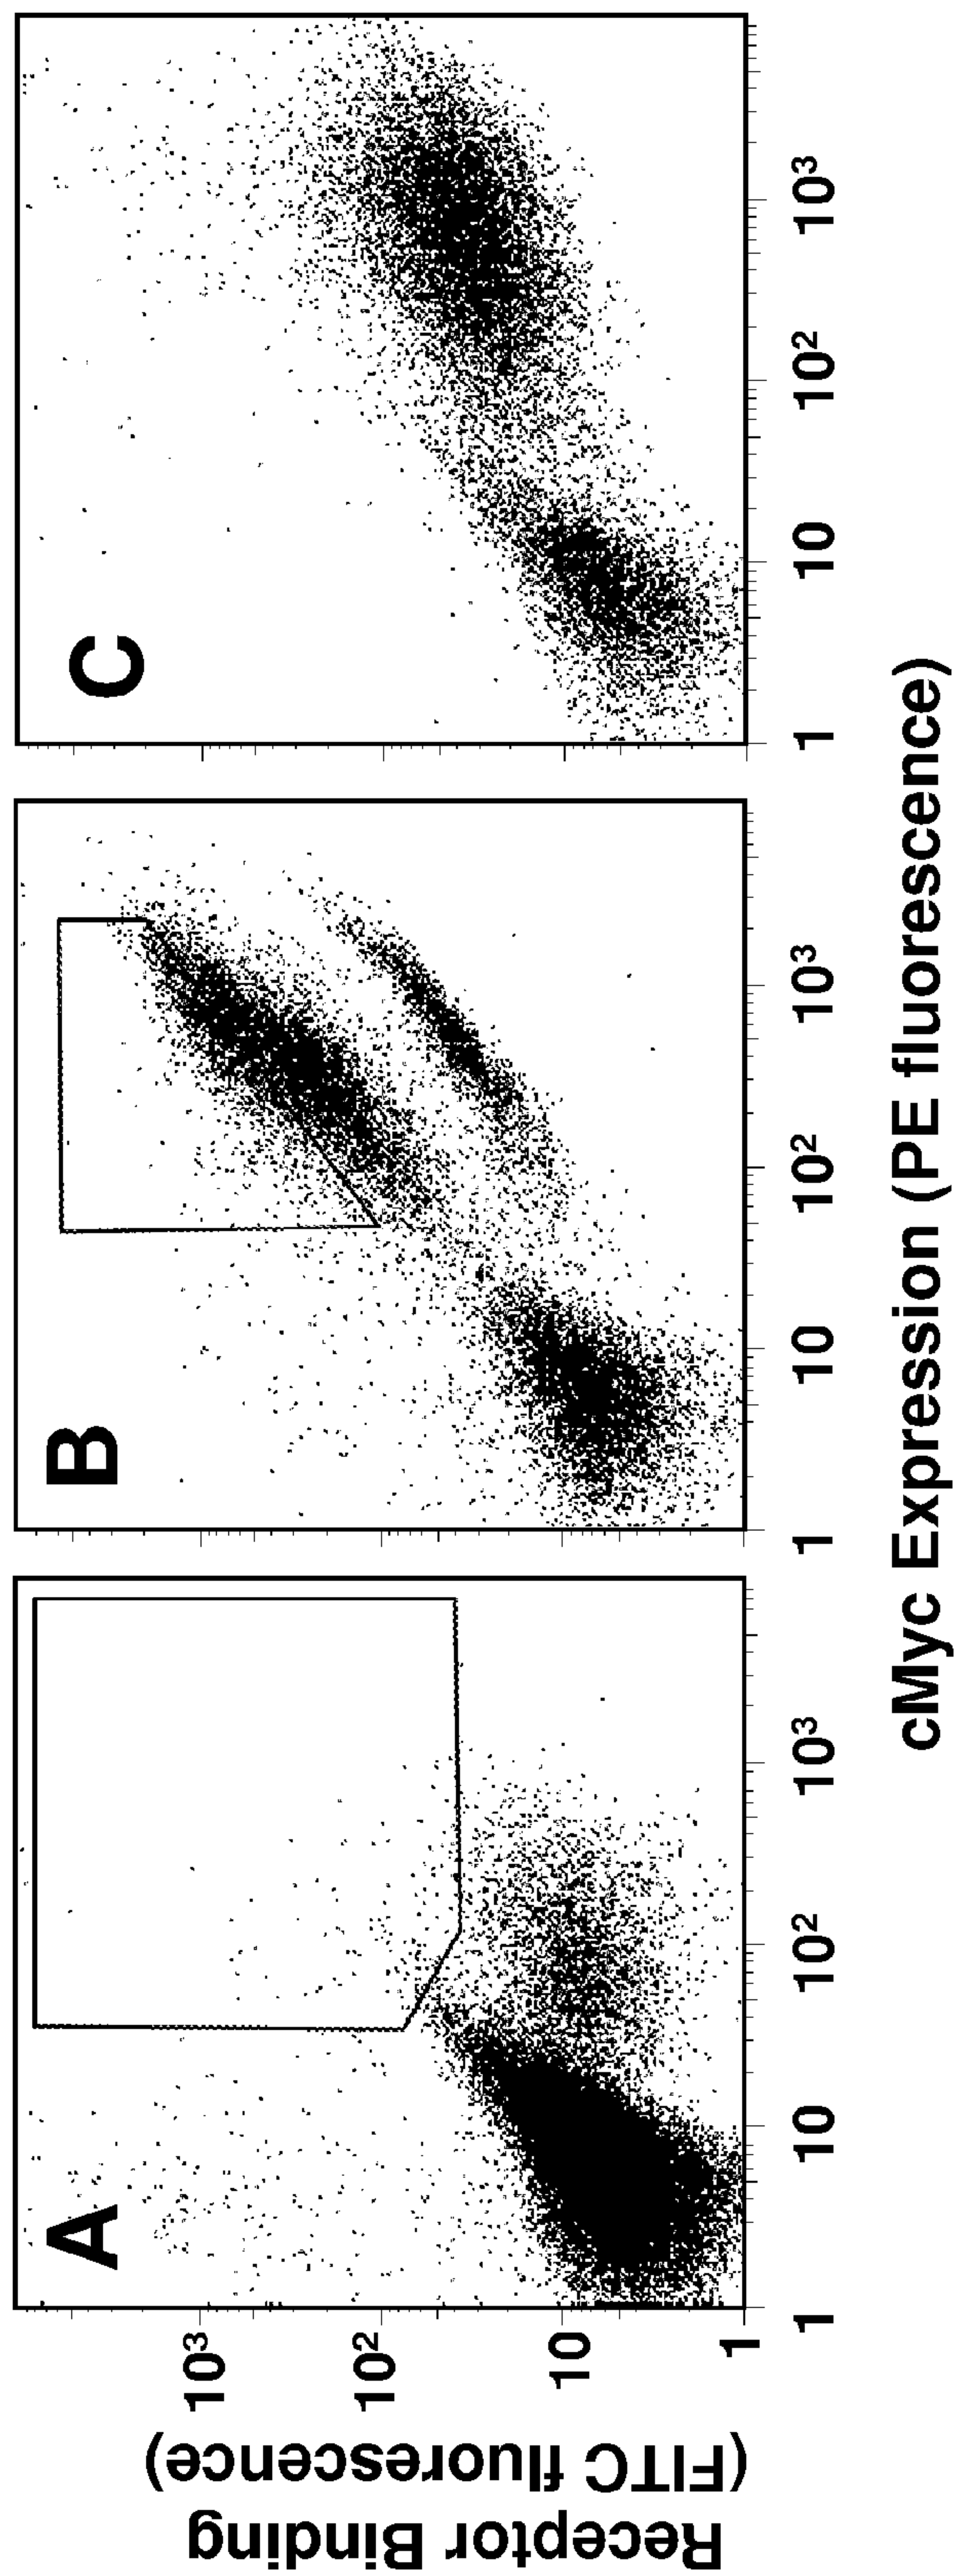 Receptor Binding
(FITC fluorescence)
10³
10²
10
1
A
1
10
10²
10³
B
1
10
10²
10³
C
1
10
10²
10³
cMyc Expression (PE fluorescence)